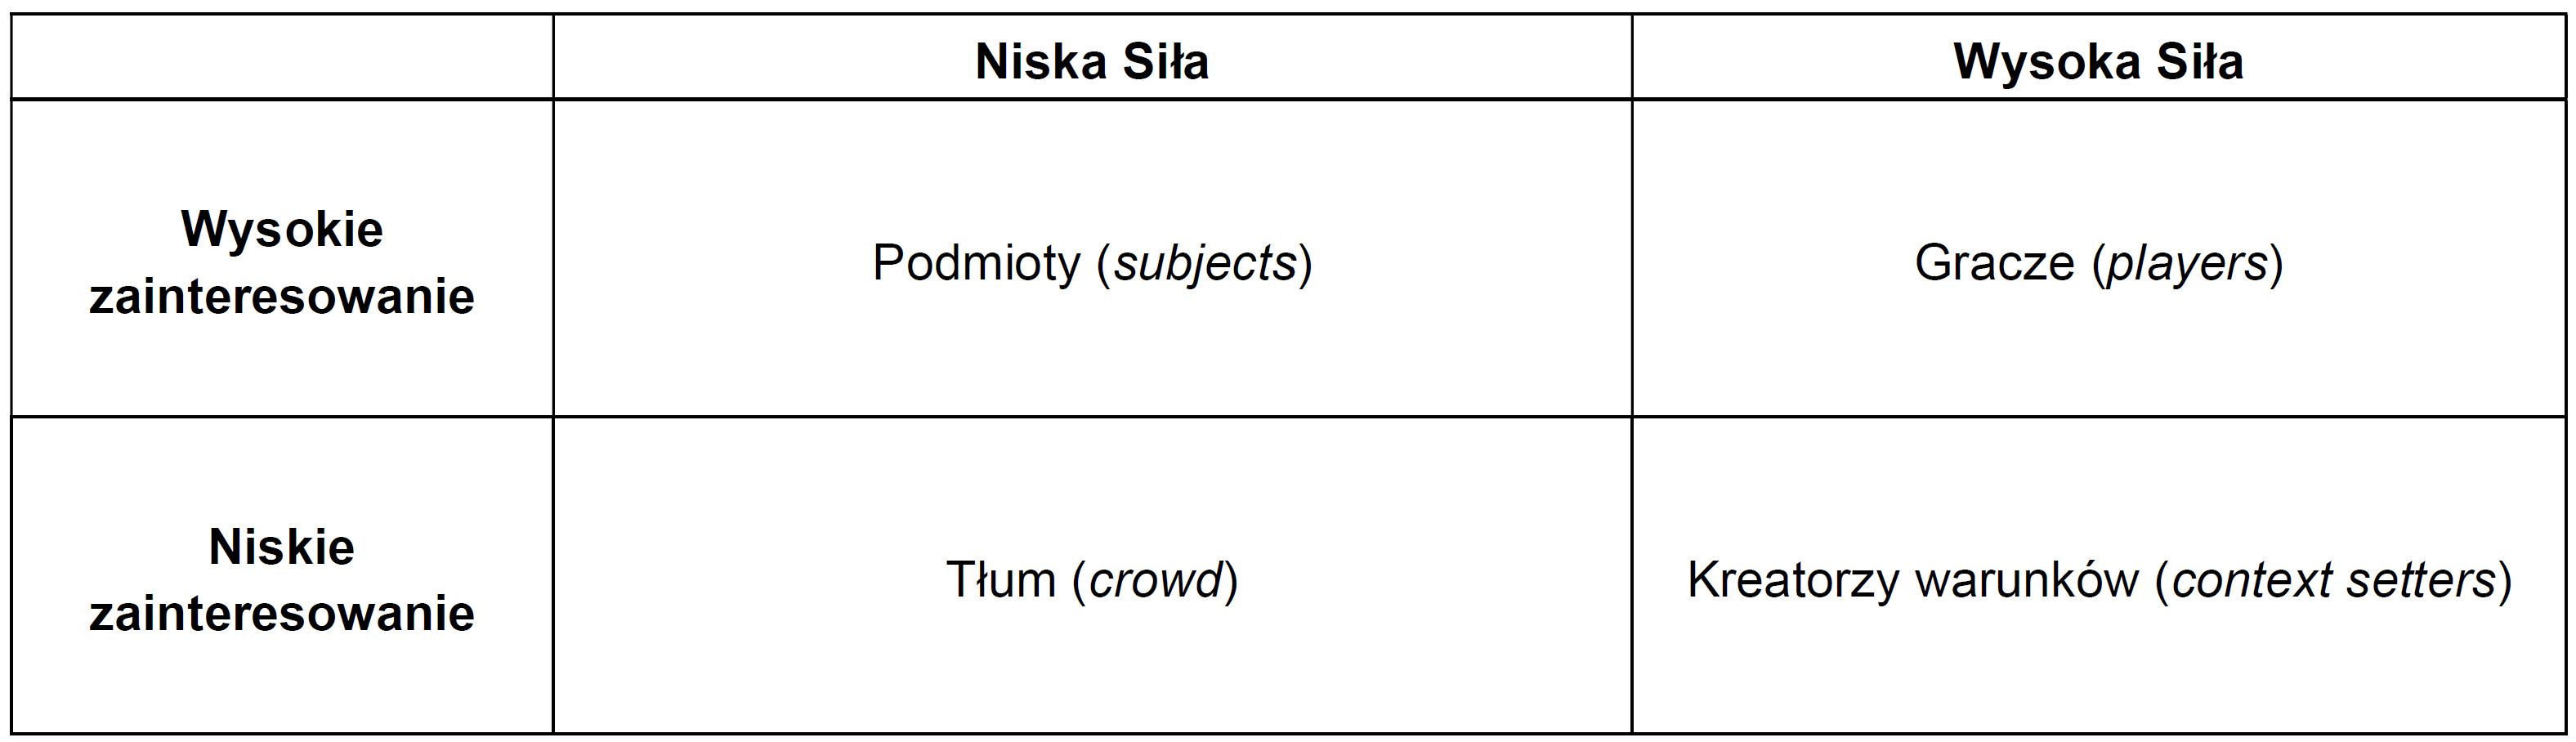 Niska Siła
Wysoka Siła
Wysokie
zainteresowanie
Podmioty (subjects)
Gracze (players)
Niskie
zainteresowanie
Tłum (crowd)
Kreatorzy warunków (context setters)